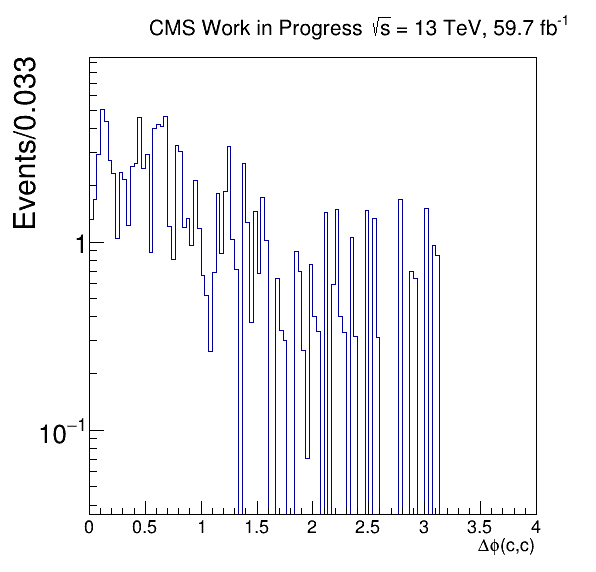 CMS Work in Progress √s = 13 TeV, 59.7 fb⁻¹
Events/0.033
1
10⁻¹
0 0.5 1 1.5 2 2.5 3 3.5 4
Δϕ(c,c)